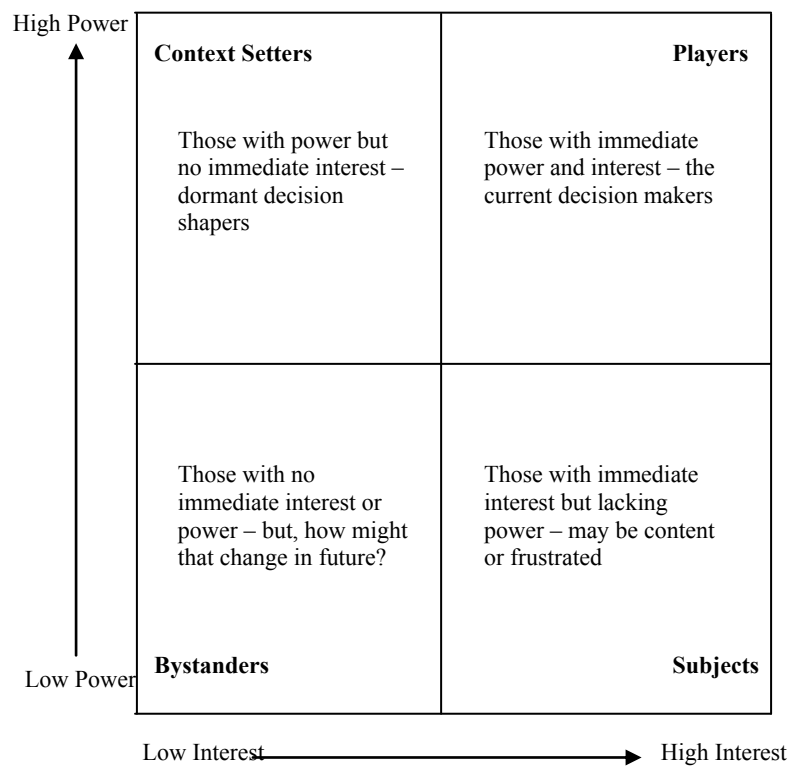 High Power
Context Setters
Players
Those with power but
no immediate interest –
dormant decision
shapers
Those with immediate
power and interest – the
current decision makers
Those with no
immediate interest or
power – but, how might
that change in future?
Those with immediate
interest but lacking
power – may be content
or frustrated
Bystanders
Subjects
Low Power
Low Interest
High Interest